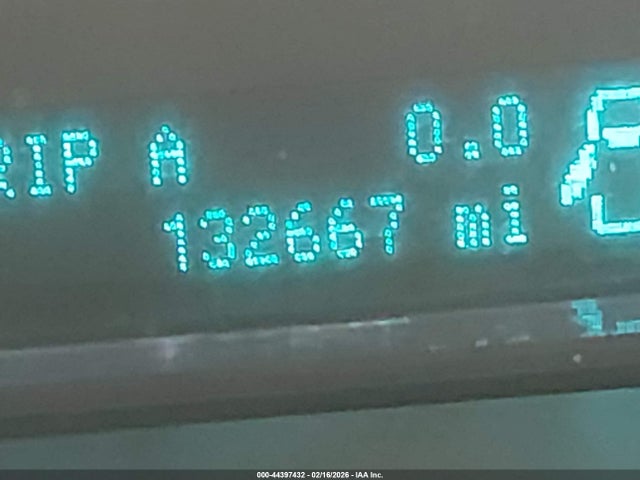 RIP A 0.0 E
132667 mi
000-44397432 - 02/16/2026 - IAA Inc.